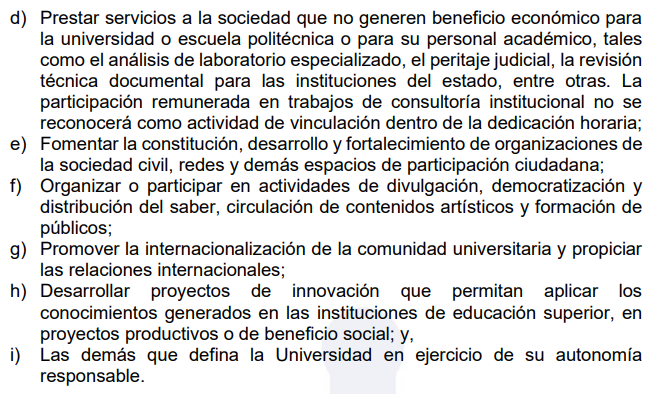 d) Prestar servicios a la sociedad que no generen beneficio económico para
la universidad o escuela politécnica o para su personal académico, tales
como el análisis de laboratorio especializado, el peritaje judicial, la revisión
técnica documental para las instituciones del estado, entre otras. La
participación remunerada en trabajos de consultoría institucional no se
reconocerá como actividad de vinculación dentro de la dedicación horaria;
e) Fomentar la constitución, desarrollo y fortalecimiento de organizaciones de
la sociedad civil, redes y demás espacios de participación ciudadana;
f) Organizar o participar en actividades de divulgación, democratización y
distribución del saber, circulación de contenidos artísticos y formación de
públicos;
g) Promover la internacionalización de la comunidad universitaria y propiciar
las relaciones internacionales;
h) Desarrollar proyectos de innovación que permitan aplicar los
conocimientos generados en las instituciones de educación superior, en
proyectos productivos o de beneficio social; y,
i) Las demás que defina la Universidad en ejercicio de su autonomía
responsable.